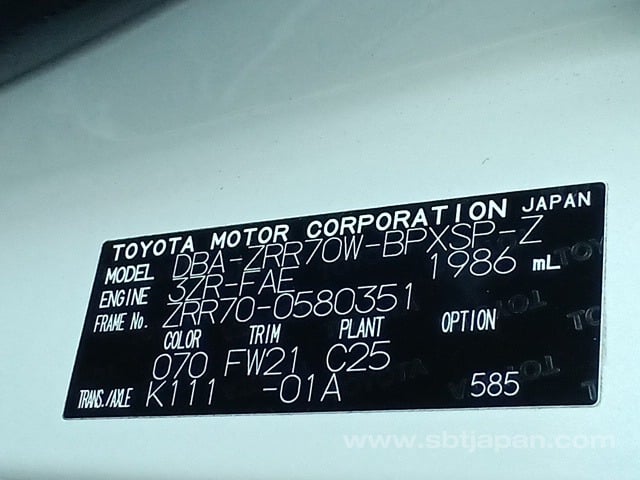 TOYOTA MOTOR CORPORATION JAPAN
MODEL DBA-ZRR70W-BPXSP-Z
ENGINE 3ZR-FAE 1986 mL
FRAME No. ZRR70-0580351
COLOR TRIM PLANT OPTION
070 FW21 C25
TRANS./AXLE K111 -01A 585
www.sbtjapan.com